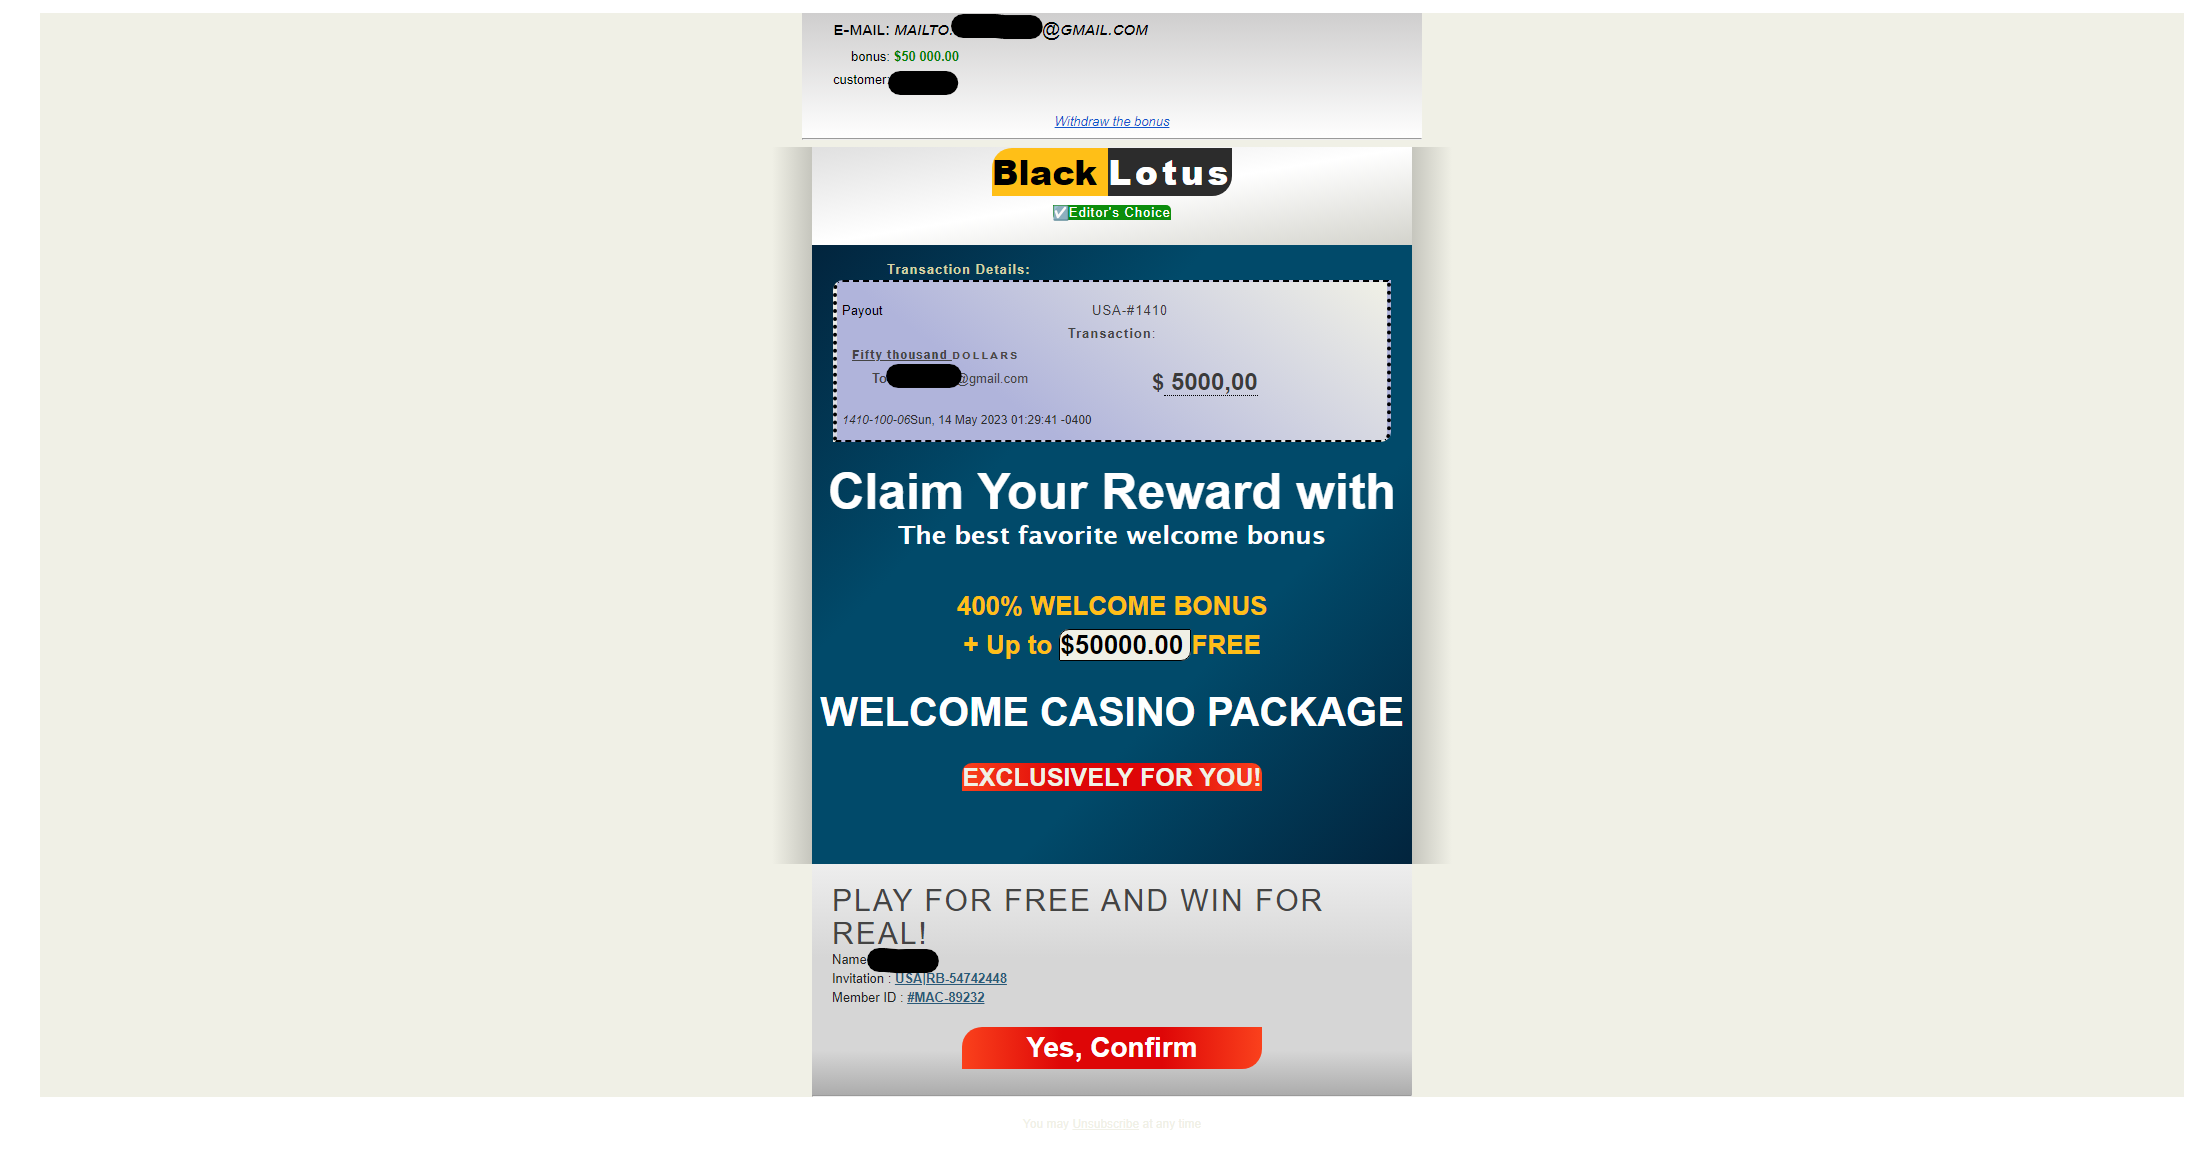 E-MAIL: MAILTO: @GMAIL.COM
bonus: $50 000.00
customer:
Withdraw the bonus
Black Lotus
☑Editor's Choice
Transaction Details:
Payout USA-#1410
Transaction:
Fifty thousand DOLLARS
To @gmail.com
$ 5000,00
1410-100-06Sun, 14 May 2023 01:29:41 -0400
Claim Your Reward with
The best favorite welcome bonus
400% WELCOME BONUS
+ Up to $50000.00 FREE
WELCOME CASINO PACKAGE
EXCLUSIVELY FOR YOU!
PLAY FOR FREE AND WIN FOR
REAL!
Name
Invitation : USA|RB-54742448
Member ID : #MAC-89232
Yes, Confirm
You may Unsubscribe at any time